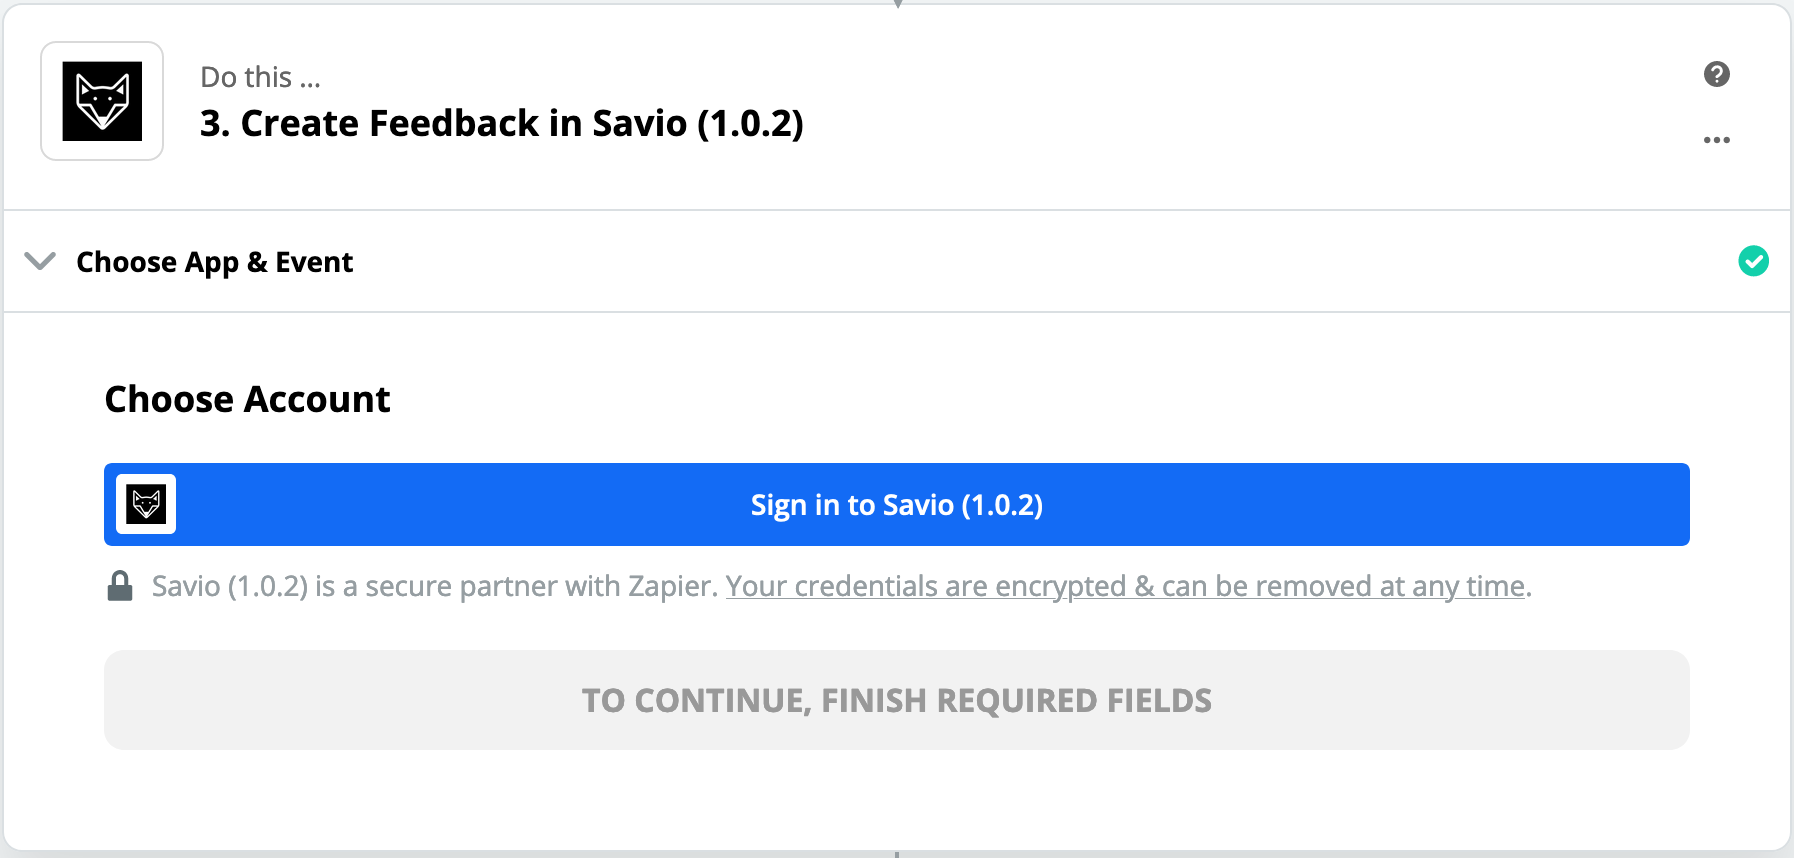 Do this ...
3. Create Feedback in Savio (1.0.2)
Choose App & Event
Choose Account
Sign in to Savio (1.0.2)
Savio (1.0.2) is a secure partner with Zapier. Your credentials are encrypted & can be removed at any time.
TO CONTINUE, FINISH REQUIRED FIELDS